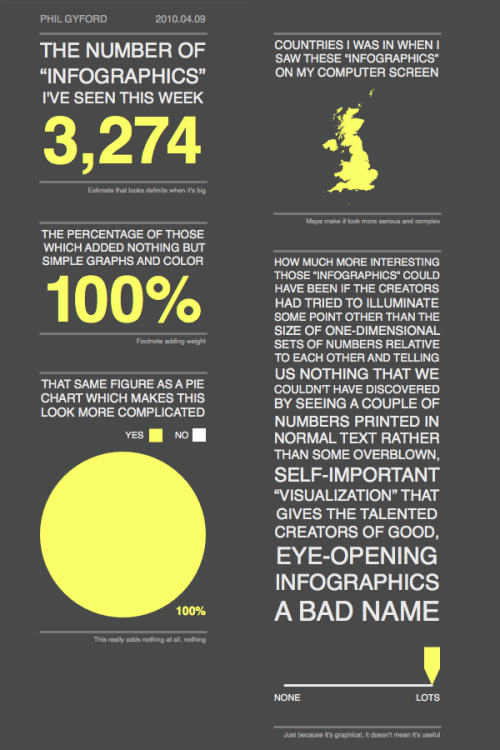 PHIL GYFORD 2010.04.09
THE NUMBER OF
“INFOGRAPHICS”
I'VE SEEN THIS WEEK
3,274
Estimate that looks definite when it's big
THE PERCENTAGE OF THOSE
WHICH ADDED NOTHING BUT
SIMPLE GRAPHS AND COLOR
100%
Footnote adding weight
THAT SAME FIGURE AS A PIE
CHART WHICH MAKES THIS
LOOK MORE COMPLICATED
YES NO
100%
This really adds nothing at all, nothing
COUNTRIES I WAS IN WHEN I
SAW THESE “INFOGRAPHICS”
ON MY COMPUTER SCREEN
Maps make it look more serious and complex
HOW MUCH MORE INTERESTING
THOSE “INFOGRAPHICS” COULD
HAVE BEEN IF THE CREATORS
HAD TRIED TO ILLUMINATE
SOME POINT OTHER THAN THE
SIZE OF ONE-DIMENSIONAL
SETS OF NUMBERS RELATIVE
TO EACH OTHER AND TELLING
US NOTHING THAT WE
COULDN'T HAVE DISCOVERED
BY SEEING A COUPLE OF
NUMBERS PRINTED IN
NORMAL TEXT RATHER
THAN SOME OVERBLOWN,
SELF-IMPORTANT
“VISUALIZATION” THAT
GIVES THE TALENTED
CREATORS OF GOOD,
EYE-OPENING
INFOGRAPHICS
A BAD NAME
NONE LOTS
Just because it's graphical, it doesn't mean it's useful